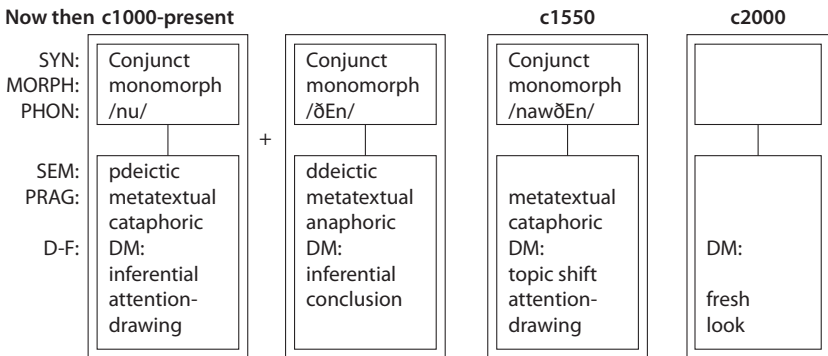 Now then c1000-present c1550 c2000
SYN: Conjunct Conjunct Conjunct
MORPH: monomorph monomorph monomorph
PHON: /nu/ /ðEn/ /nawðEn/
+
SEM: pdeictic ddeictic
PRAG: metatextual metatextual metatextual
cataphoric anaphoric cataphoric
D-F: DM: DM: DM: DM:
inferential inferential topic shift
attention- conclusion attention- fresh
drawing drawing look